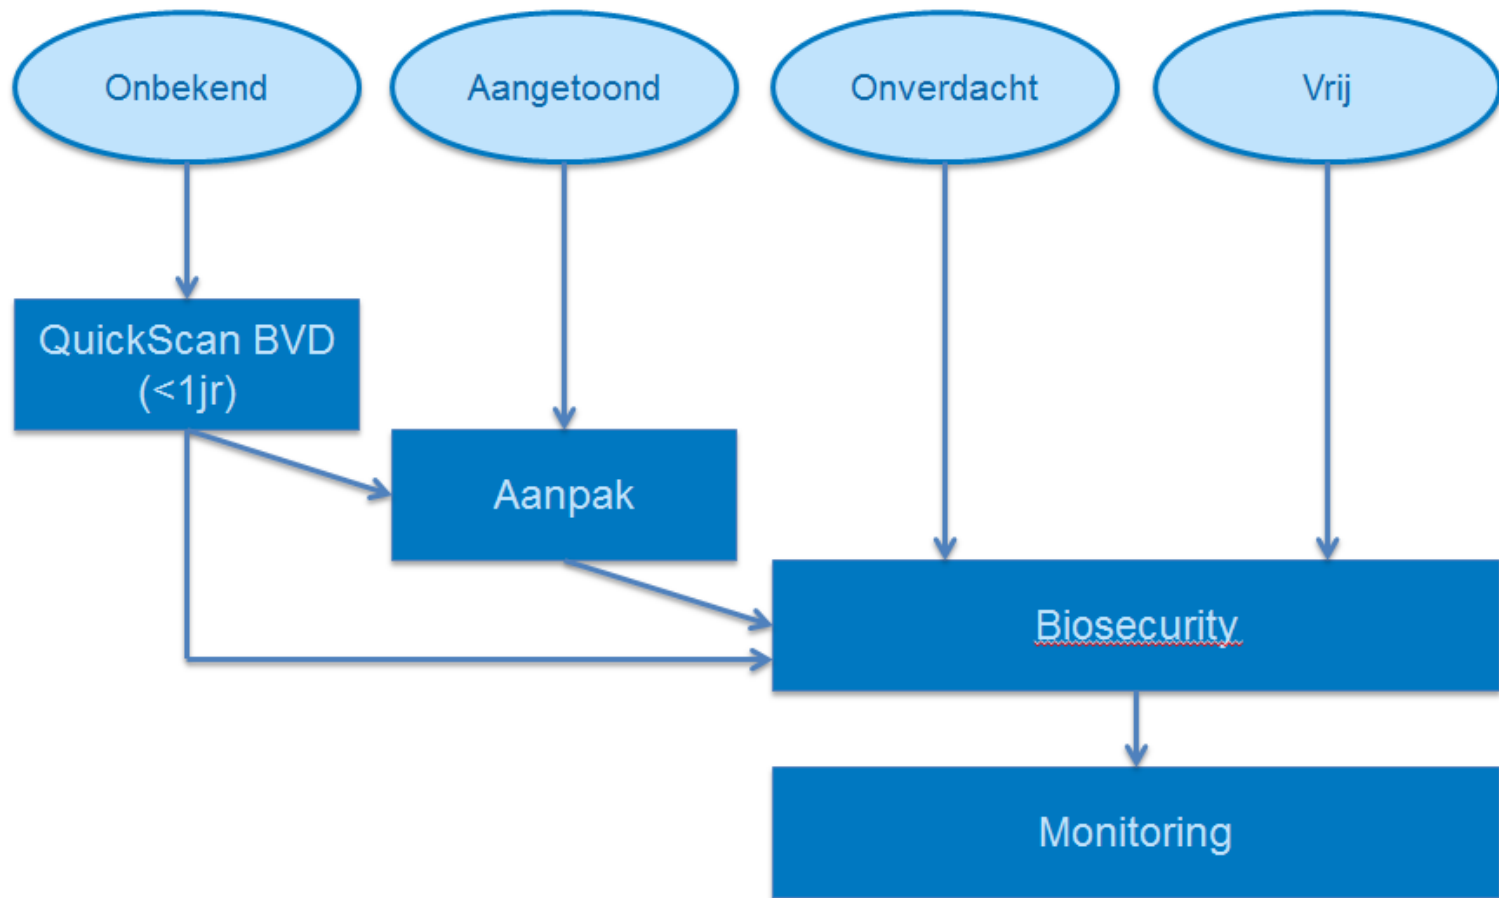 Onbekend
Aangetoond
Onverdacht
Vrij
QuickScan BVD
(<1jr)
Aanpak
Biosecurity
Monitoring